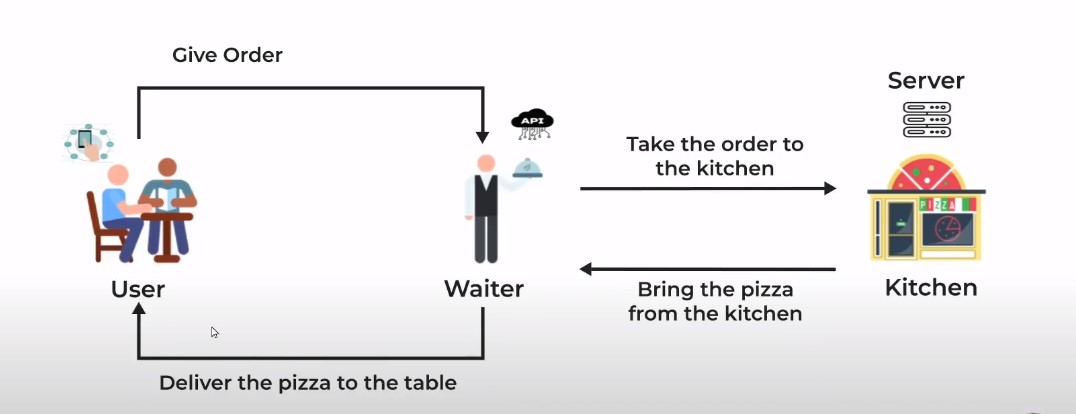 Give Order
Server
API
Take the order to
the kitchen
PIZZA
User
Waiter
Kitchen
Bring the pizza
from the kitchen
Deliver the pizza to the table